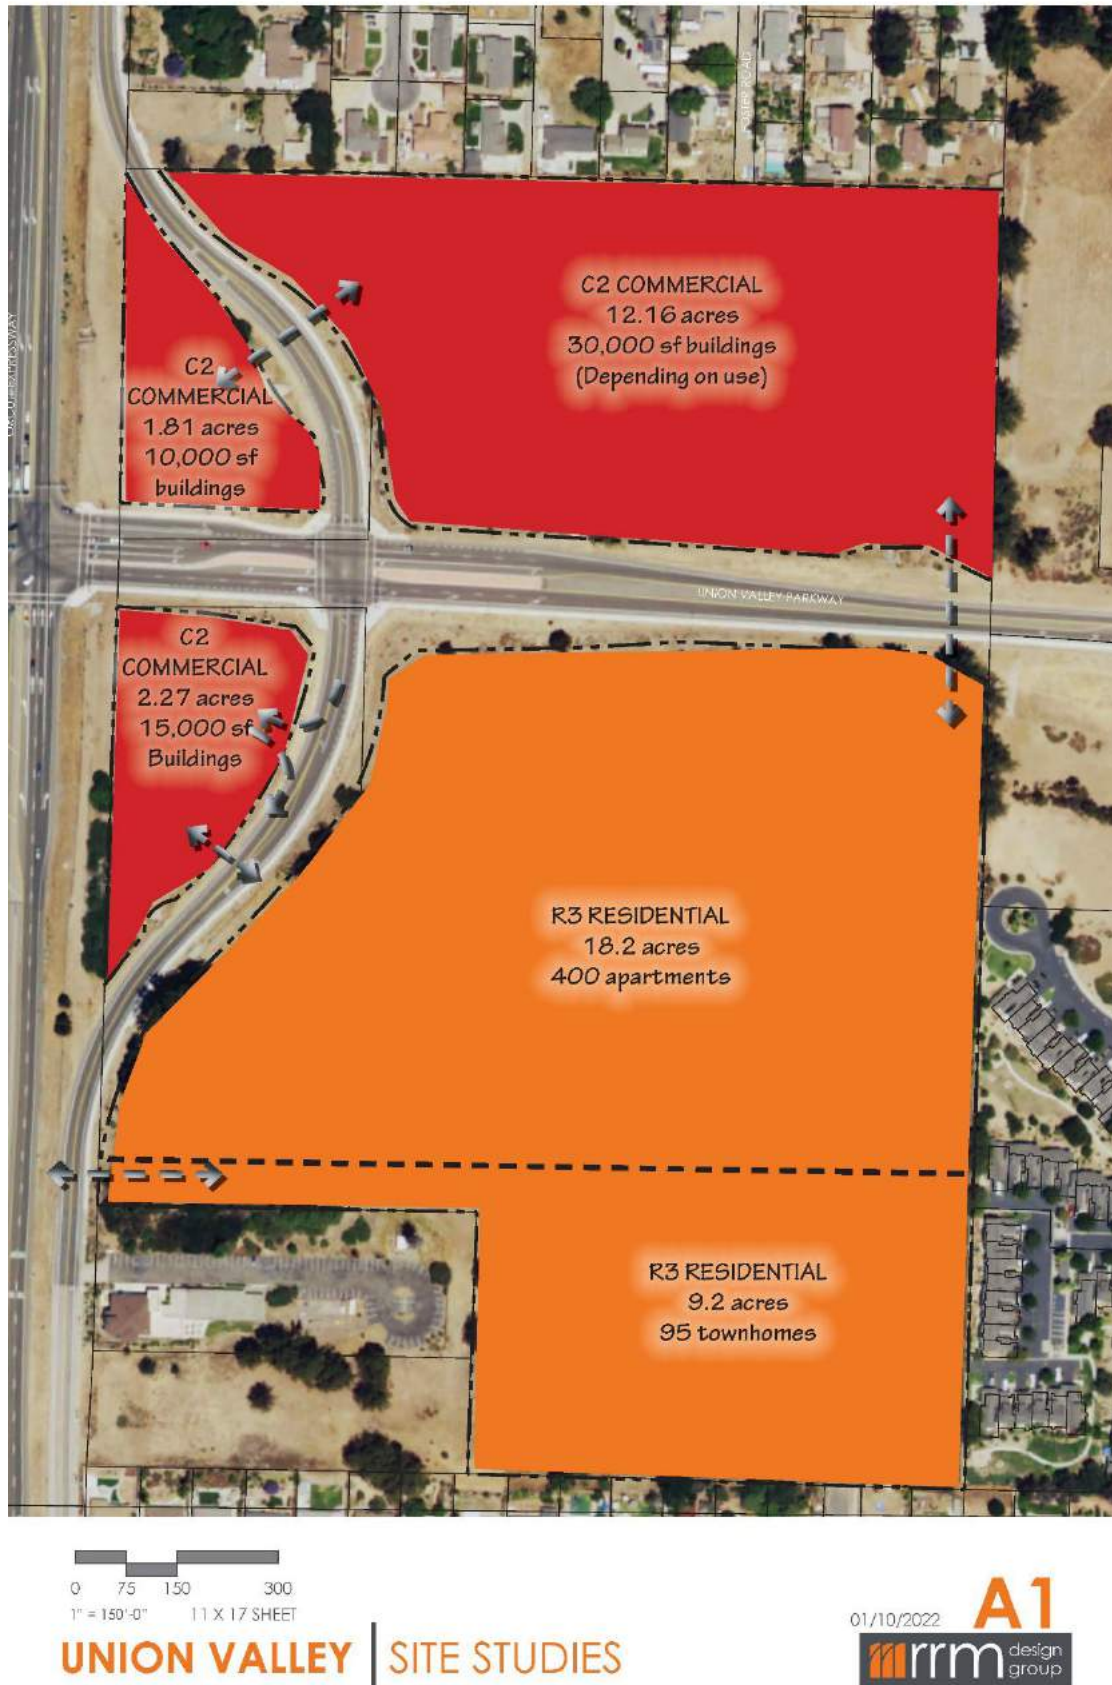 FOSTER ROAD
C2 COMMERCIAL
12.16 acres
30,000 sf buildings
(Depending on use)
C2
COMMERCIAL
1.81 acres
10,000 sf
buildings
UNION VALLEY PARKWAY
C2
COMMERCIAL
2.27 acres
15,000 sf
Buildings
R3 RESIDENTIAL
18.2 acres
400 apartments
R3 RESIDENTIAL
9.2 acres
95 townhomes
0 75 150 300
1" = 150'-0" 11 X 17 SHEET
UNION VALLEY | SITE STUDIES
01/10/2022
A1
rrm design
group